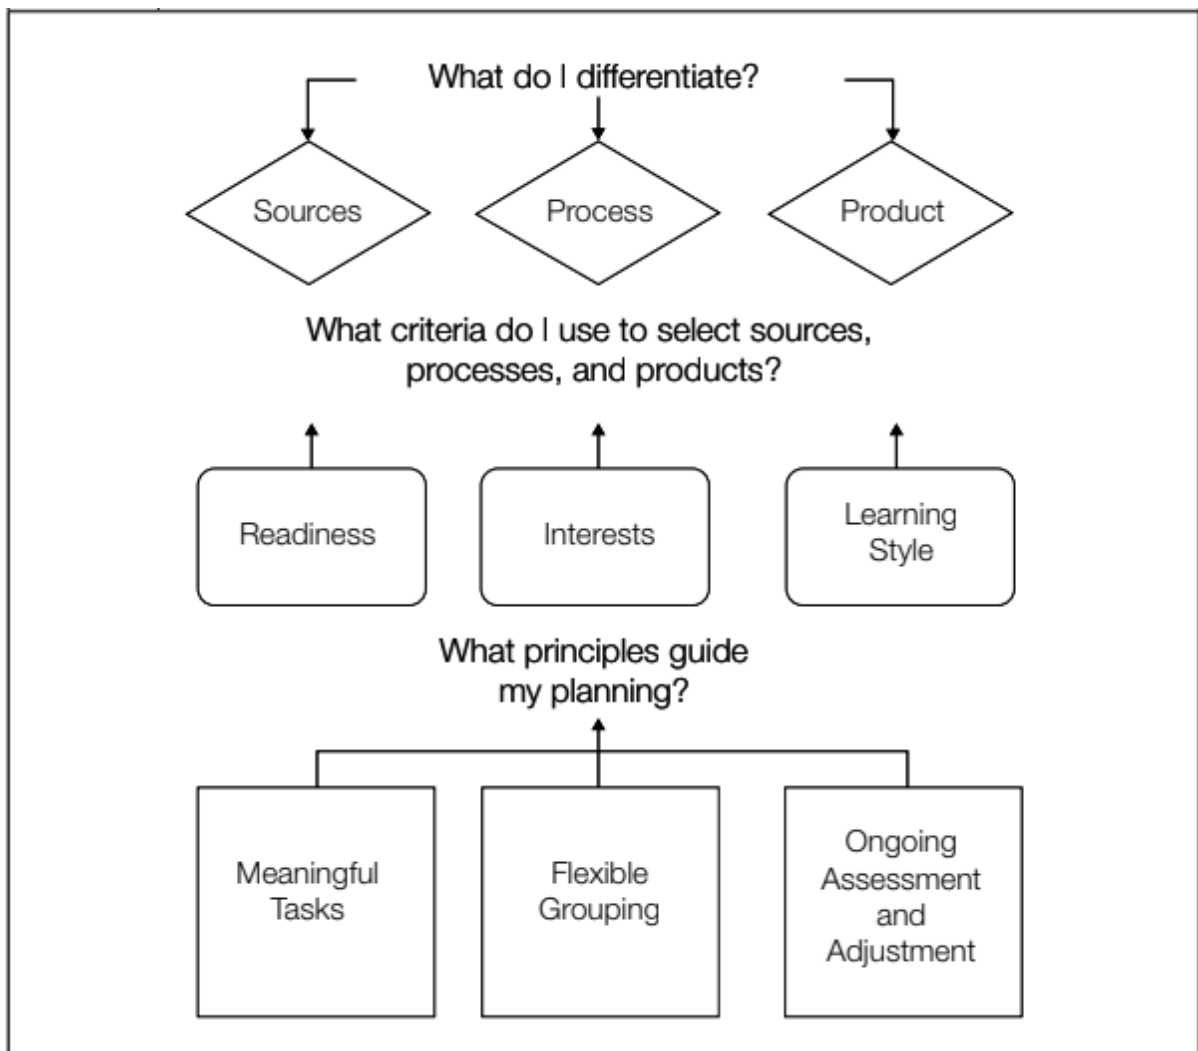 What do I differentiate?
Sources
Process
Product
What criteria do I use to select sources,
processes, and products?
Readiness
Interests
Learning
Style
What principles guide
my planning?
Meaningful
Tasks
Flexible
Grouping
Ongoing
Assessment
and
Adjustment